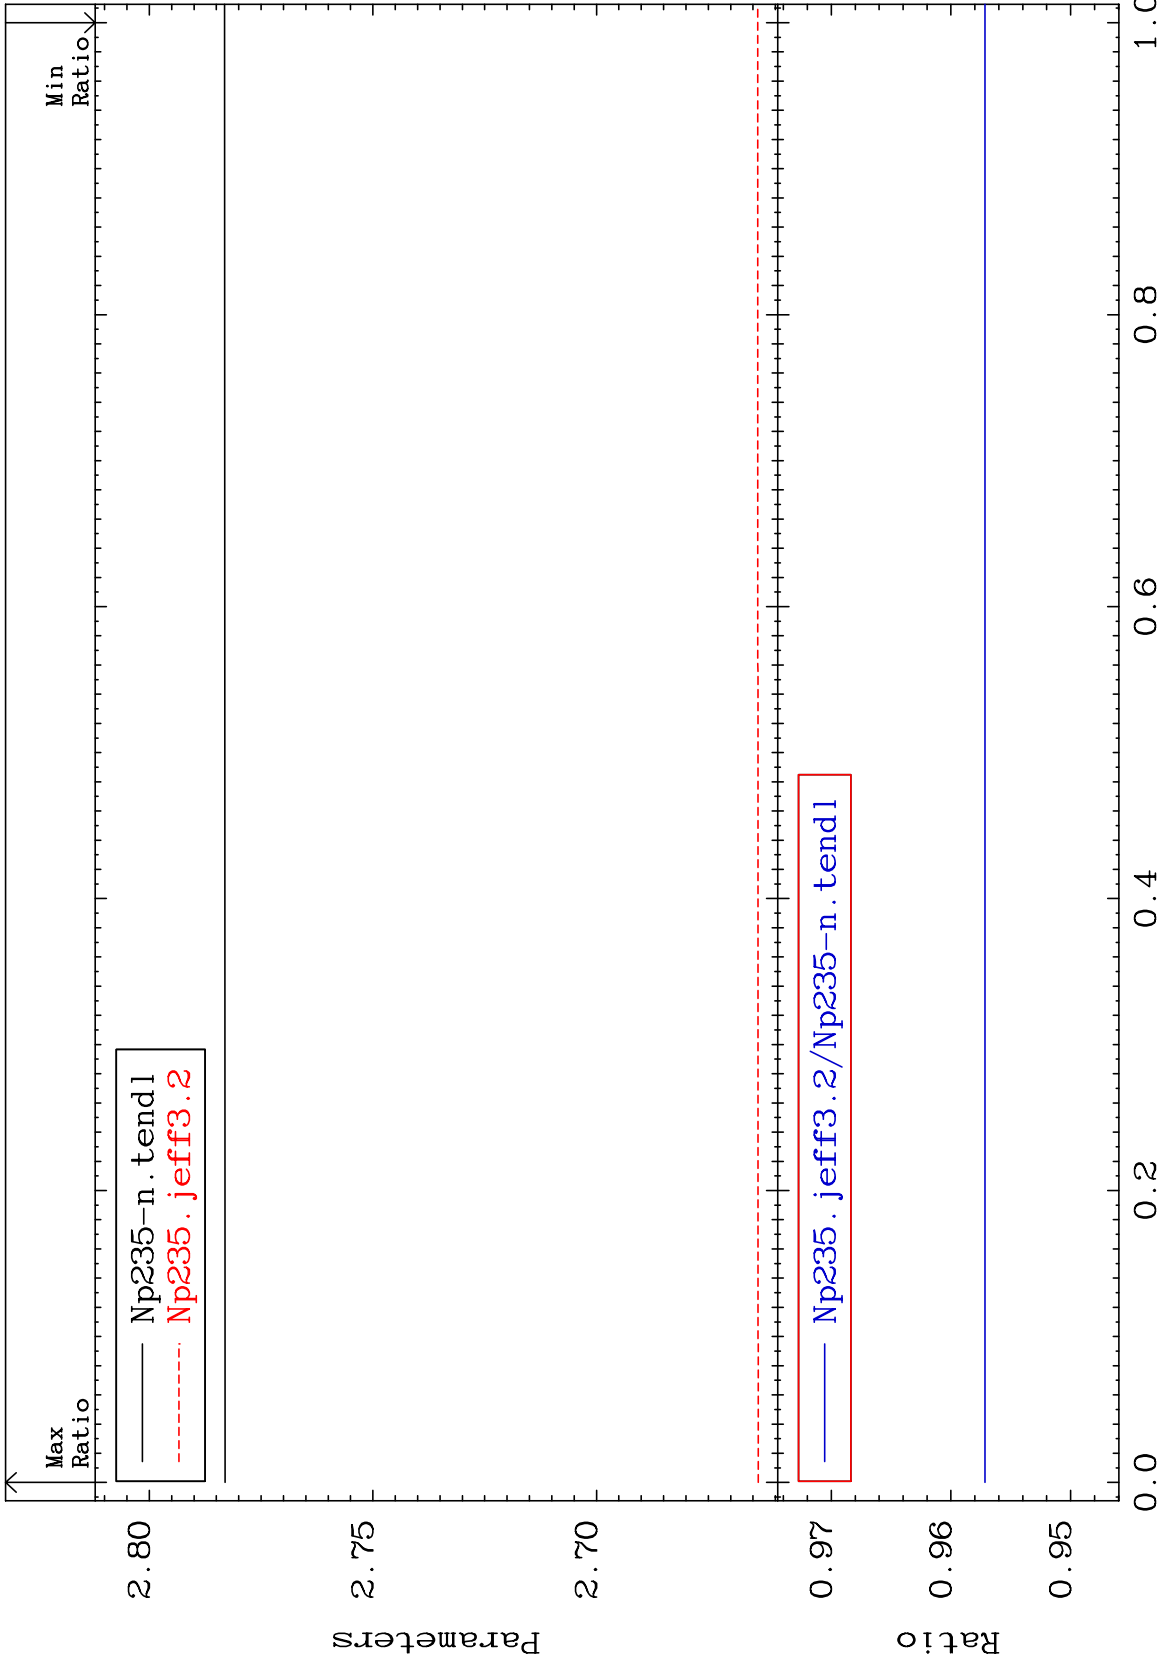 Max
Ratio
Min
Ratio
Np235-n.tendl
Np235.jeff3.2
2.80
2.75
2.70
Parameters
Np235.jeff3.2/Np235-n.tendl
0.97
0.96
0.95
Ratio
0.0
0.2
0.4
0.6
0.8
1.0